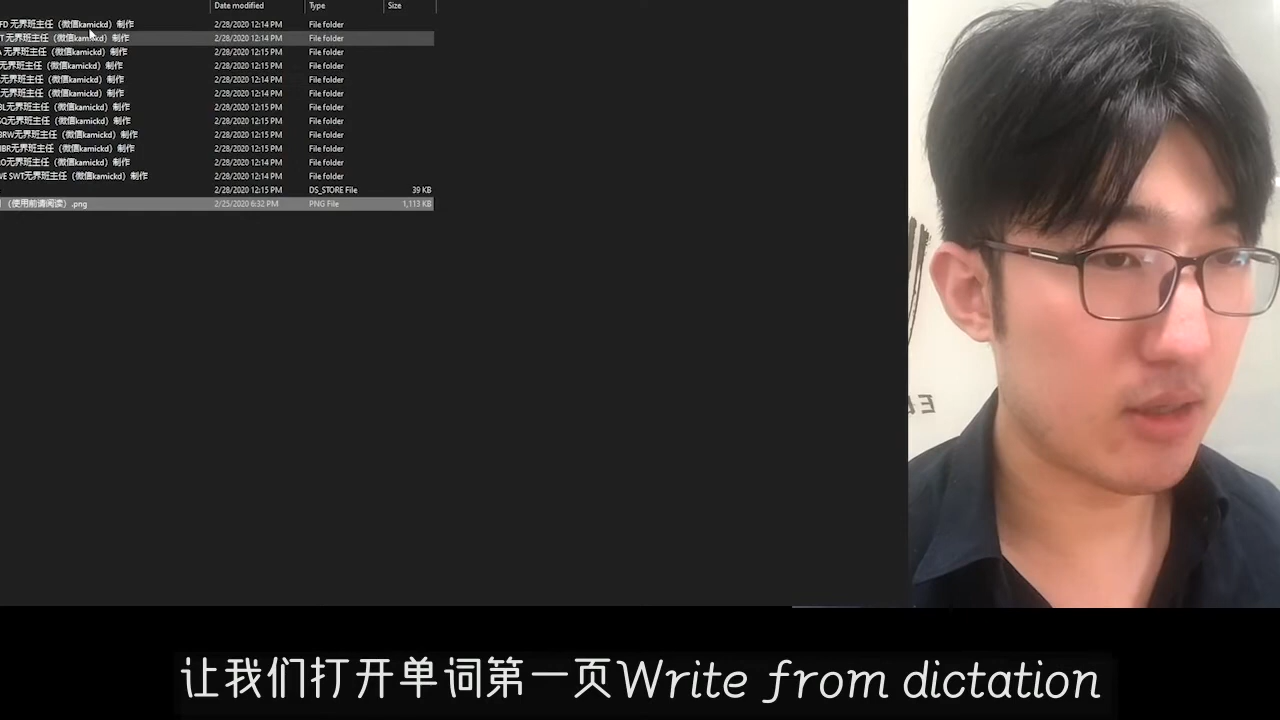 Date modified Type Size
FD 无界班主任（微信kamickd）制作 2/28/2020 12:14 PM File folder
T 无界班主任（微信kamickd）制作 2/28/2020 12:14 PM File folder
A 无界班主任（微信kamickd）制作 2/28/2020 12:15 PM File folder
无界班主任（微信kamickd）制作 2/28/2020 12:15 PM File folder
无界班主任（微信kamickd）制作 2/28/2020 12:14 PM File folder
无界班主任（微信kamickd）制作 2/28/2020 12:14 PM File folder
BL无界班主任（微信kamickd）制作 2/28/2020 12:15 PM File folder
SQ无界班主任（微信kamickd）制作 2/28/2020 12:15 PM File folder
BRW无界班主任（微信kamickd）制作 2/28/2020 12:15 PM File folder
IBR无界班主任（微信kamickd）制作 2/28/2020 12:15 PM File folder
O无界班主任（微信kamickd）制作 2/28/2020 12:14 PM File folder
WE SWT无界班主任（微信kamickd）制作 2/28/2020 12:14 PM File folder
2/28/2020 12:15 PM DS_STORE File 39 KB
（使用前请阅读）.png 2/25/2020 6:32 PM PNG File 1,113 KB
让我们打开单词第一页Write from dictation